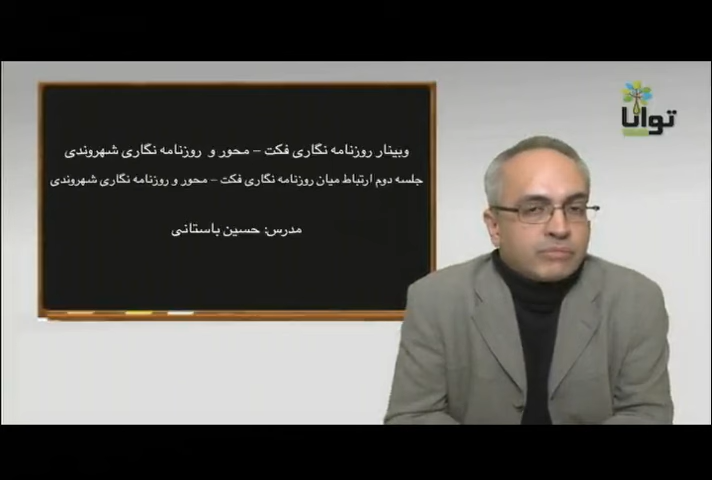 توانا
وبینار روزنامه نگاری فکت - محور و روزنامه نگاری شهروندی
جلسه دوم ارتباط میان روزنامه نگاری فکت - محور و روزنامه نگاری شهروندی
مدرس: حسین باستانی